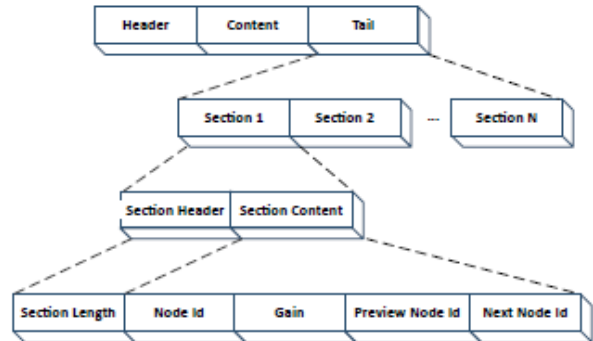 Header Content Tail
Section 1 Section 2 ... Section N
Section Header Section Content
Section Length Node Id Gain Preview Node Id Next Node Id